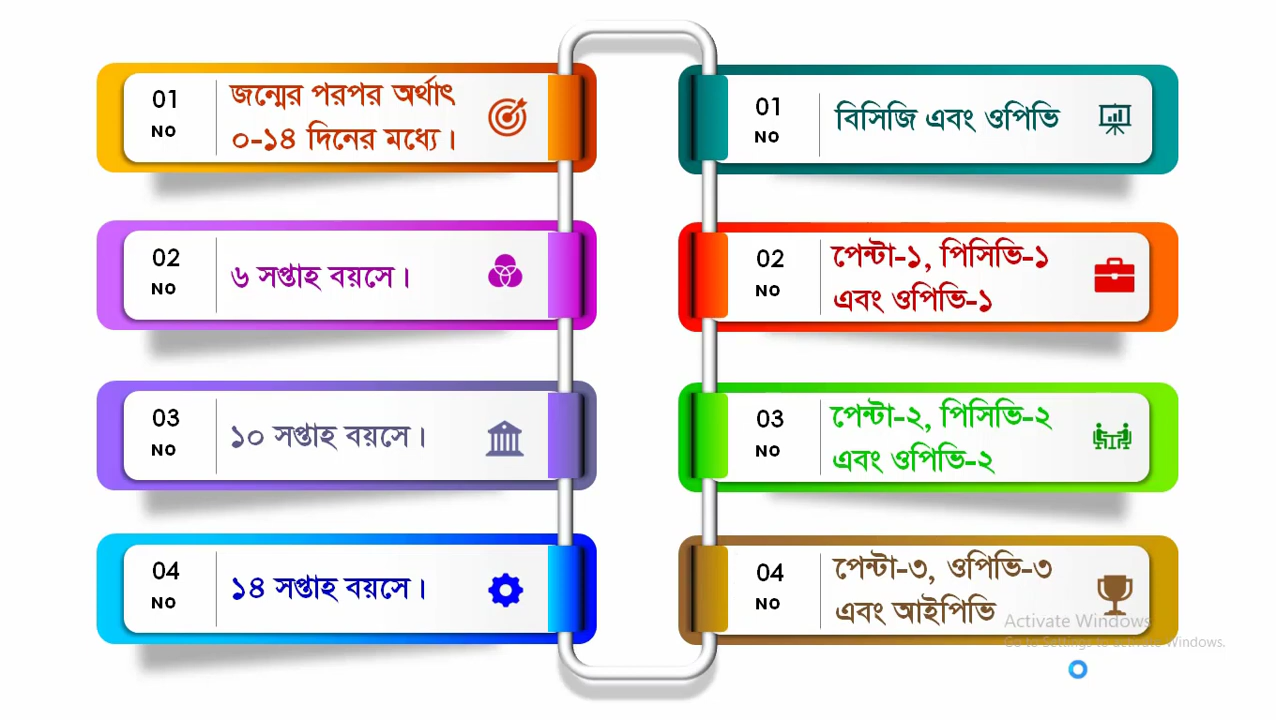 01
NO
জন্মের পরপর অর্থাৎ
০-১৪ দিনের মধ্যে।
01
NO
বিসিজি এবং ওপিভি
02
NO
৬ সপ্তাহ বয়সে।
02
NO
পেন্টা-১, পিসিভি-১
এবং ওপিভি-১
03
NO
১০ সপ্তাহ বয়সে।
03
NO
পেন্টা-২, পিসিভি-২
এবং ওপিভি-২
04
NO
১৪ সপ্তাহ বয়সে।
04
NO
পেন্টা-৩, ওপিভি-৩
এবং আইপিভি
Activate Windows
Go to Settings to activate Windows.